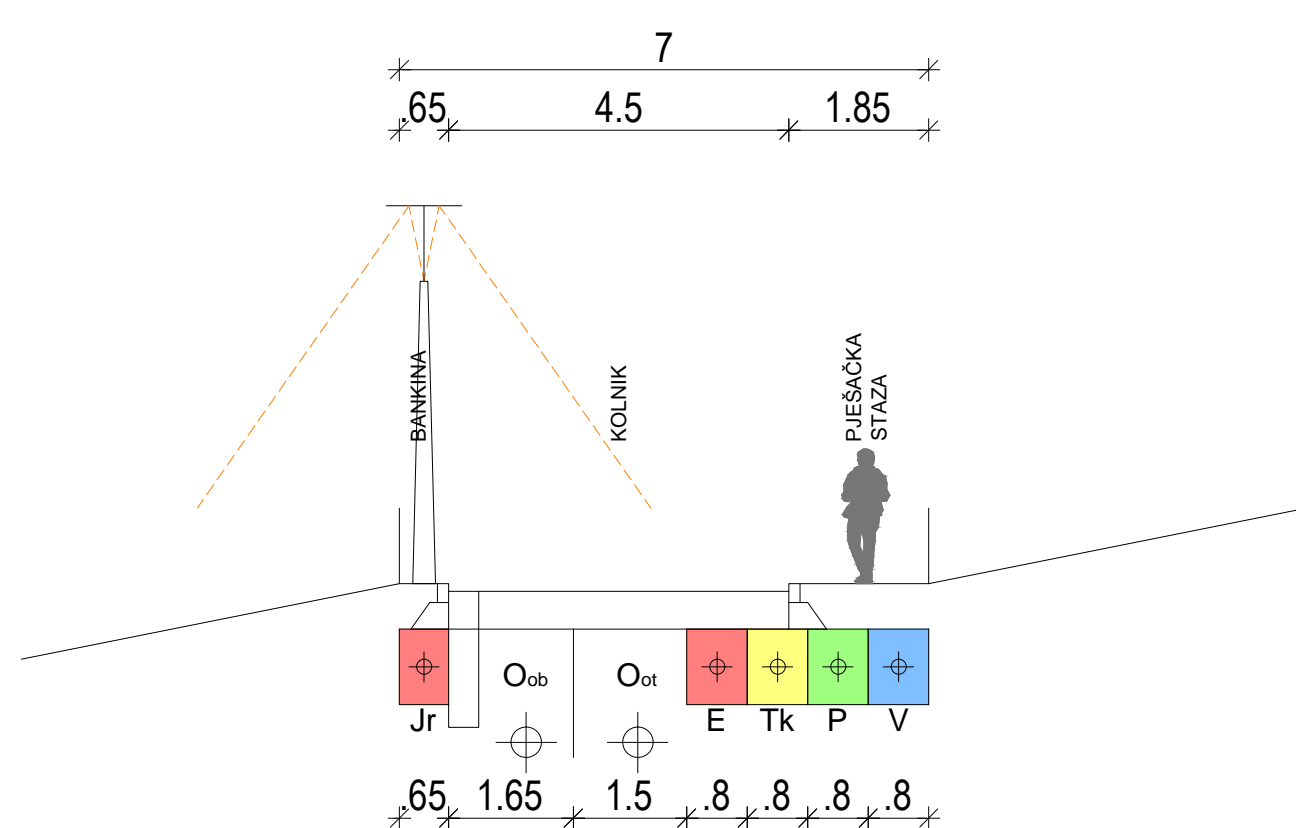 7
.65 4.5 1.85
BANKINA
KOLNIK
PJEŠAČKA
STAZA
Oob Oot
Jr E Tk P V
.65 1.65 1.5 .8 .8 .8 .8